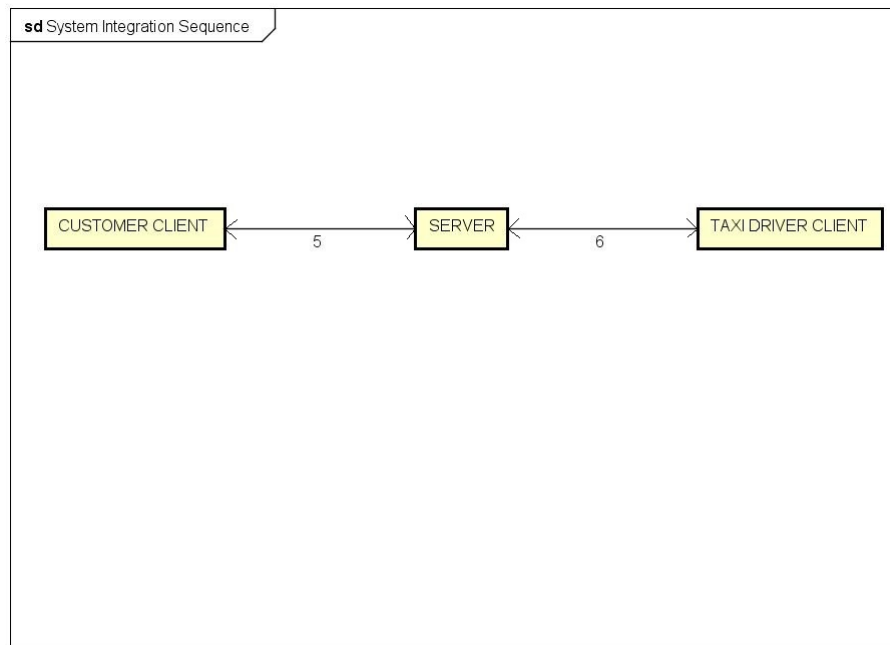 sd System Integration Sequence
CUSTOMER CLIENT
5
SERVER
6
TAXI DRIVER CLIENT